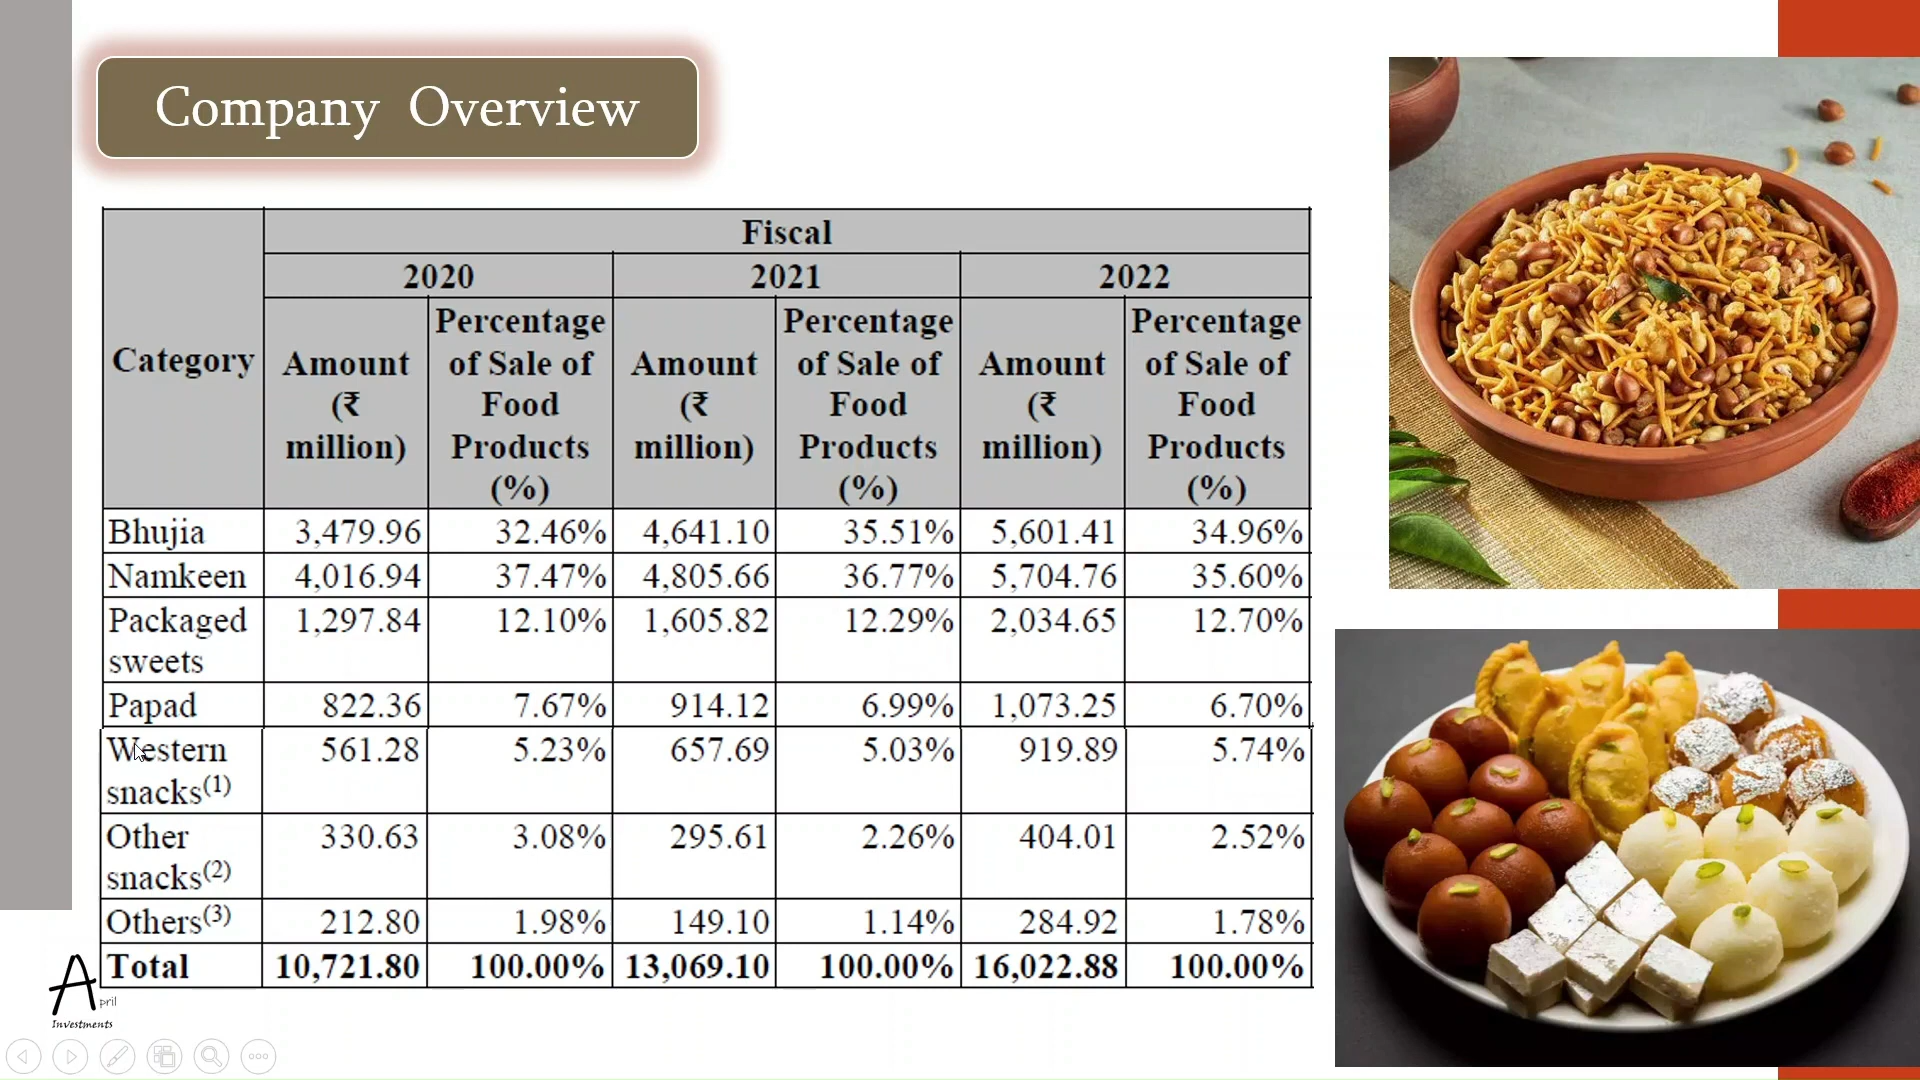 Company Overview
Fiscal
2020 2021 2022
Category Amount (₹ million) Percentage of Sale of Food Products (%) Amount (₹ million) Percentage of Sale of Food Products (%) Amount (₹ million) Percentage of Sale of Food Products (%)
Bhujia 3,479.96 32.46% 4,641.10 35.51% 5,601.41 34.96%
Namkeen 4,016.94 37.47% 4,805.66 36.77% 5,704.76 35.60%
Packaged sweets 1,297.84 12.10% 1,605.82 12.29% 2,034.65 12.70%
Papad 822.36 7.67% 914.12 6.99% 1,073.25 6.70%
Western snacks(1) 561.28 5.23% 657.69 5.03% 919.89 5.74%
Other snacks(2) 330.63 3.08% 295.61 2.26% 404.01 2.52%
Others(3) 212.80 1.98% 149.10 1.14% 284.92 1.78%
Total 10,721.80 100.00% 13,069.10 100.00% 16,022.88 100.00%
April
Investments